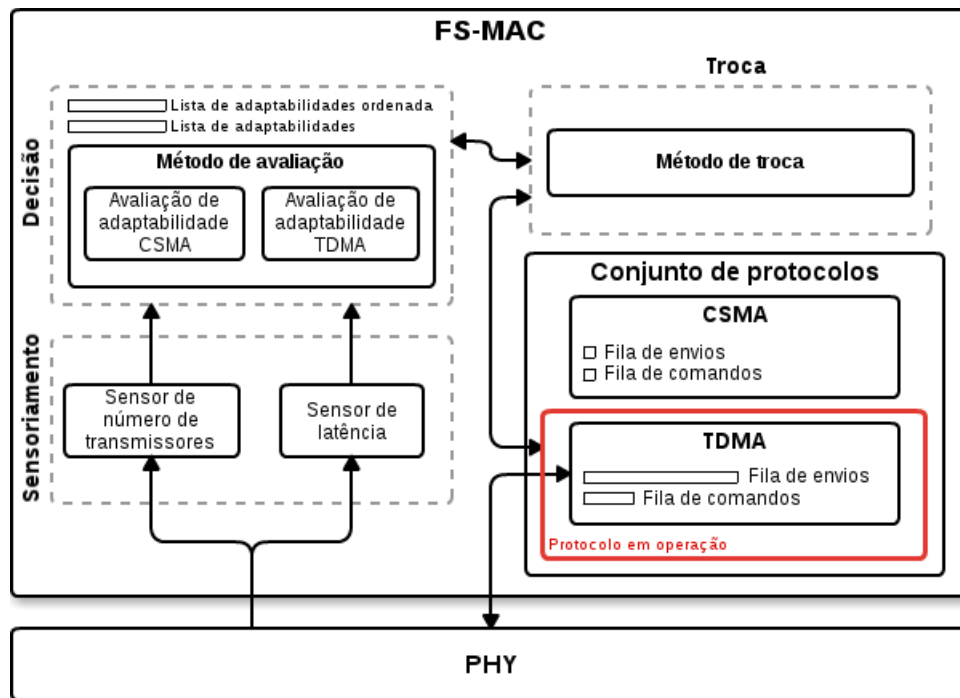 FS-MAC
Decisão
Lista de adaptabilidades ordenada
Lista de adaptabilidades
Método de avaliação
Avaliação de
adaptabilidade
CSMA
Avaliação de
adaptabilidade
TDMA
Troca
Método de troca
Sensoriamento
Sensor de
número de
transmissores
Sensor de
latência
Conjunto de protocolos
CSMA
Fila de envios
Fila de comandos
TDMA
Fila de envios
Fila de comandos
Protocolo em operação
PHY